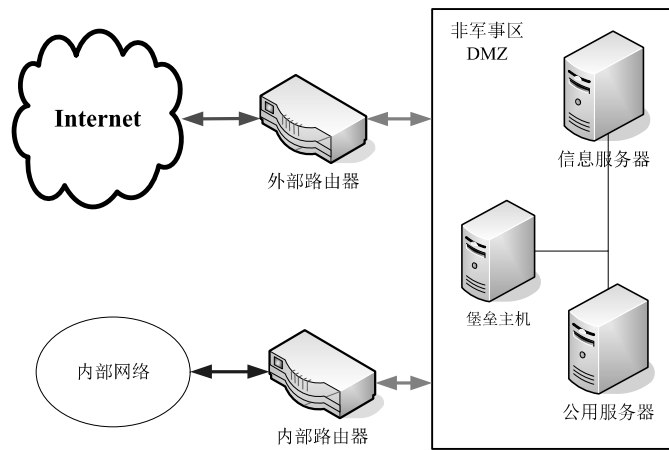 非军事区
DMZ
Internet
信息服务器
外部路由器
堡垒主机
内部网络
公用服务器
内部路由器